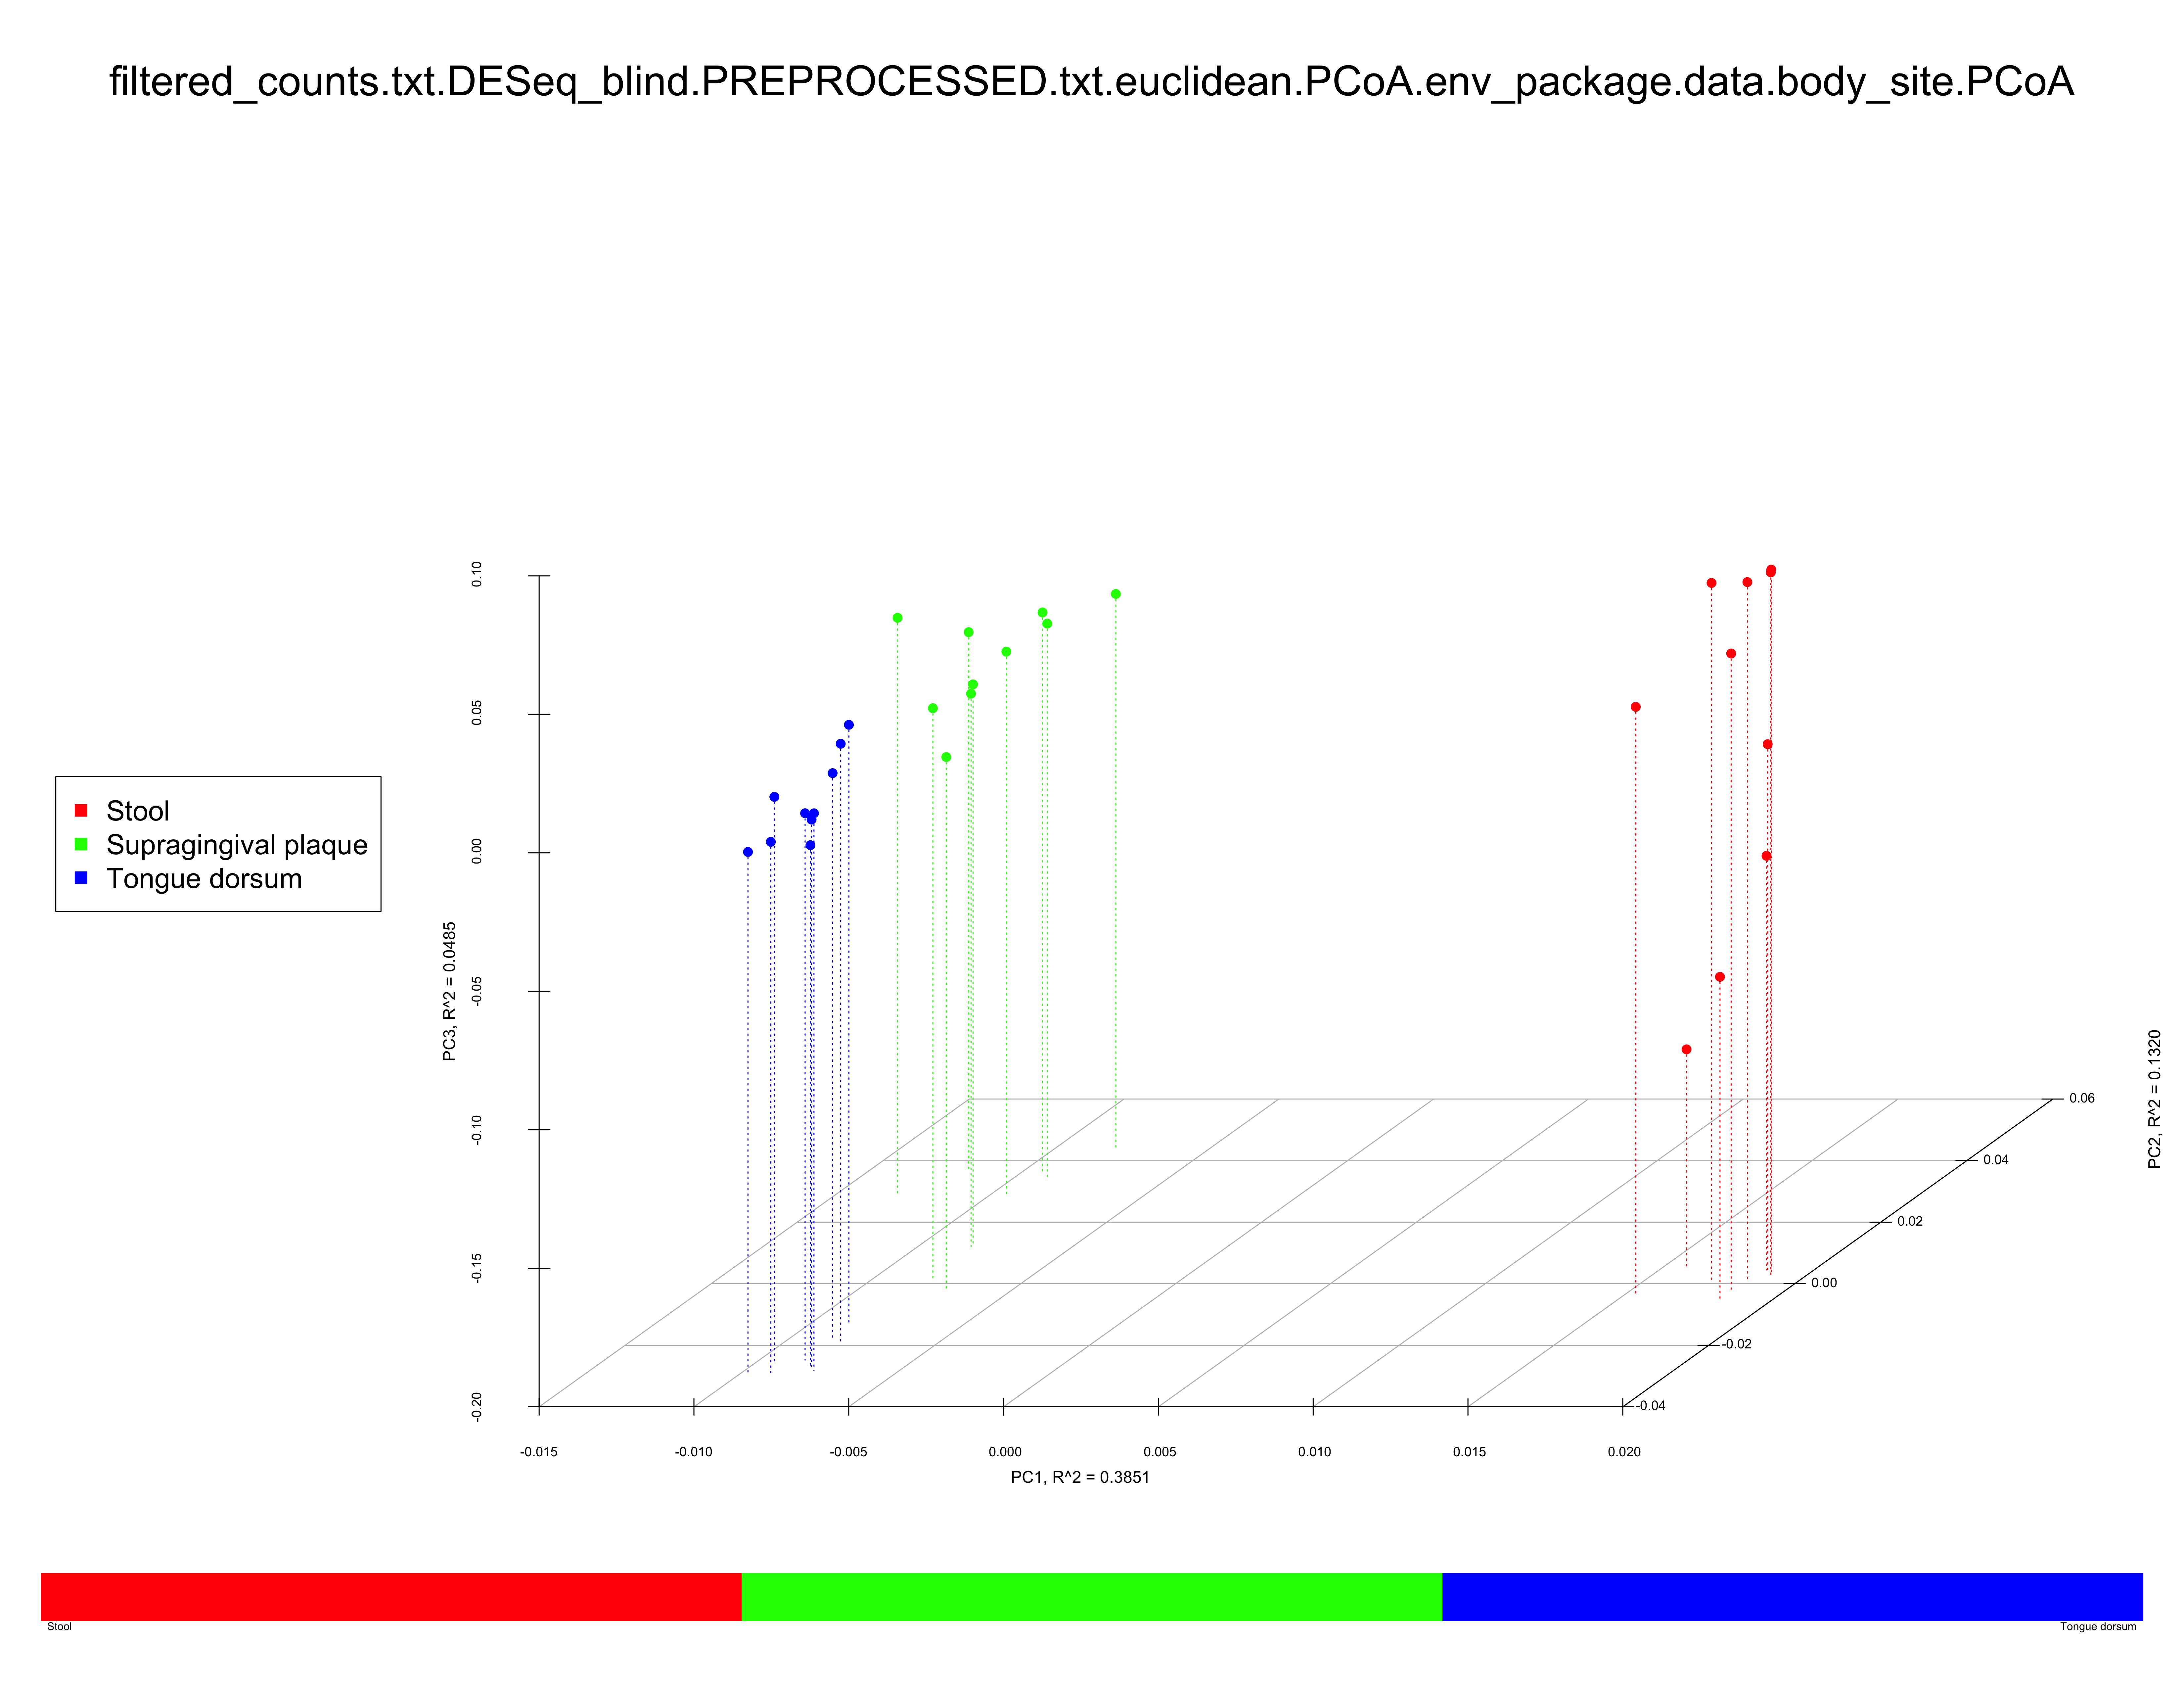 filtered_counts.txt.DESeq_blind.PREPROCESSED.txt.euclidean.PCoA.env_package.data.body_site.PCoA
Stool
Supragingival plaque
Tongue dorsum
PC3, R^2 = 0.0485
0.10
0.05
0.00
-0.05
-0.10
-0.15
-0.20
-0.015
-0.010
-0.005
0.000
0.005
0.010
0.015
0.020
PC1, R^2 = 0.3851
0.06
0.04
0.02
0.00
-0.02
-0.04
PC2, R^2 = 0.1320
Stool
Tongue dorsum